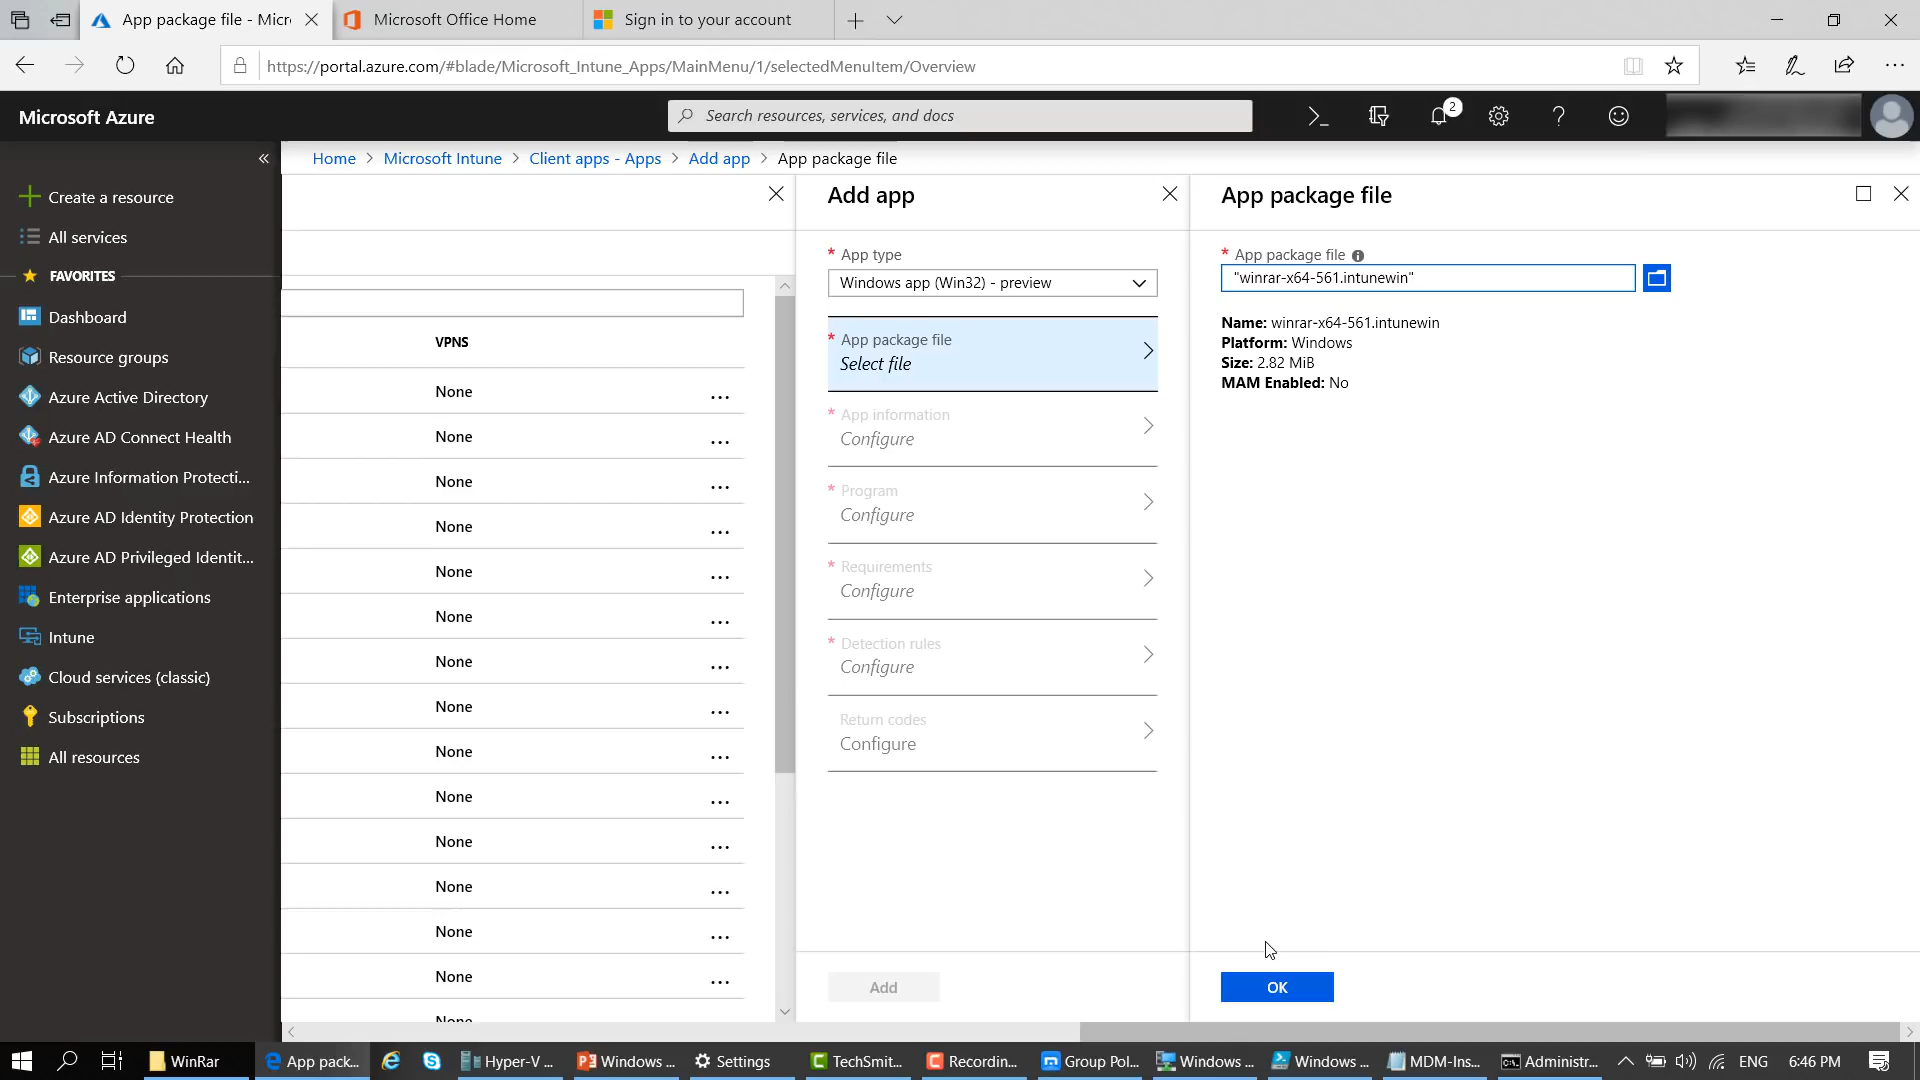 App package file - Micr
Microsoft Office Home
Sign in to your account
https://portal.azure.com/#blade/Microsoft_Intune_Apps/MainMenu/1/selectedMenuItem/Overview
Microsoft Azure
Search resources, services, and docs
2
Home > Microsoft Intune > Client apps - Apps > Add app > App package file
Create a resource
All services
FAVORITES
Dashboard
Resource groups
Azure Active Directory
Azure AD Connect Health
Azure Information Protecti...
Azure AD Identity Protection
Azure AD Privileged Identit...
Enterprise applications
Intune
Cloud services (classic)
Subscriptions
All resources
VPNS
None ...
None ...
None ...
None ...
None ...
None ...
None ...
None ...
None ...
None ...
None ...
None ...
None ...
None ...
None
Add app
* App type
Windows app (Win32) - preview
* App package file
Select file
* App information
Configure
* Program
Configure
* Requirements
Configure
* Detection rules
Configure
Return codes
Configure
Add
App package file
* App package file
"winrar-x64-561.intunewin"
Name: winrar-x64-561.intunewin
Platform: Windows
Size: 2.82 MiB
MAM Enabled: No
OK
WinRar
App pack...
Hyper-V ...
Windows ...
Settings
TechSmit...
Recordin...
Group Pol...
Windows ...
Windows ...
MDM-Ins...
Administr...
ENG
6:46 PM